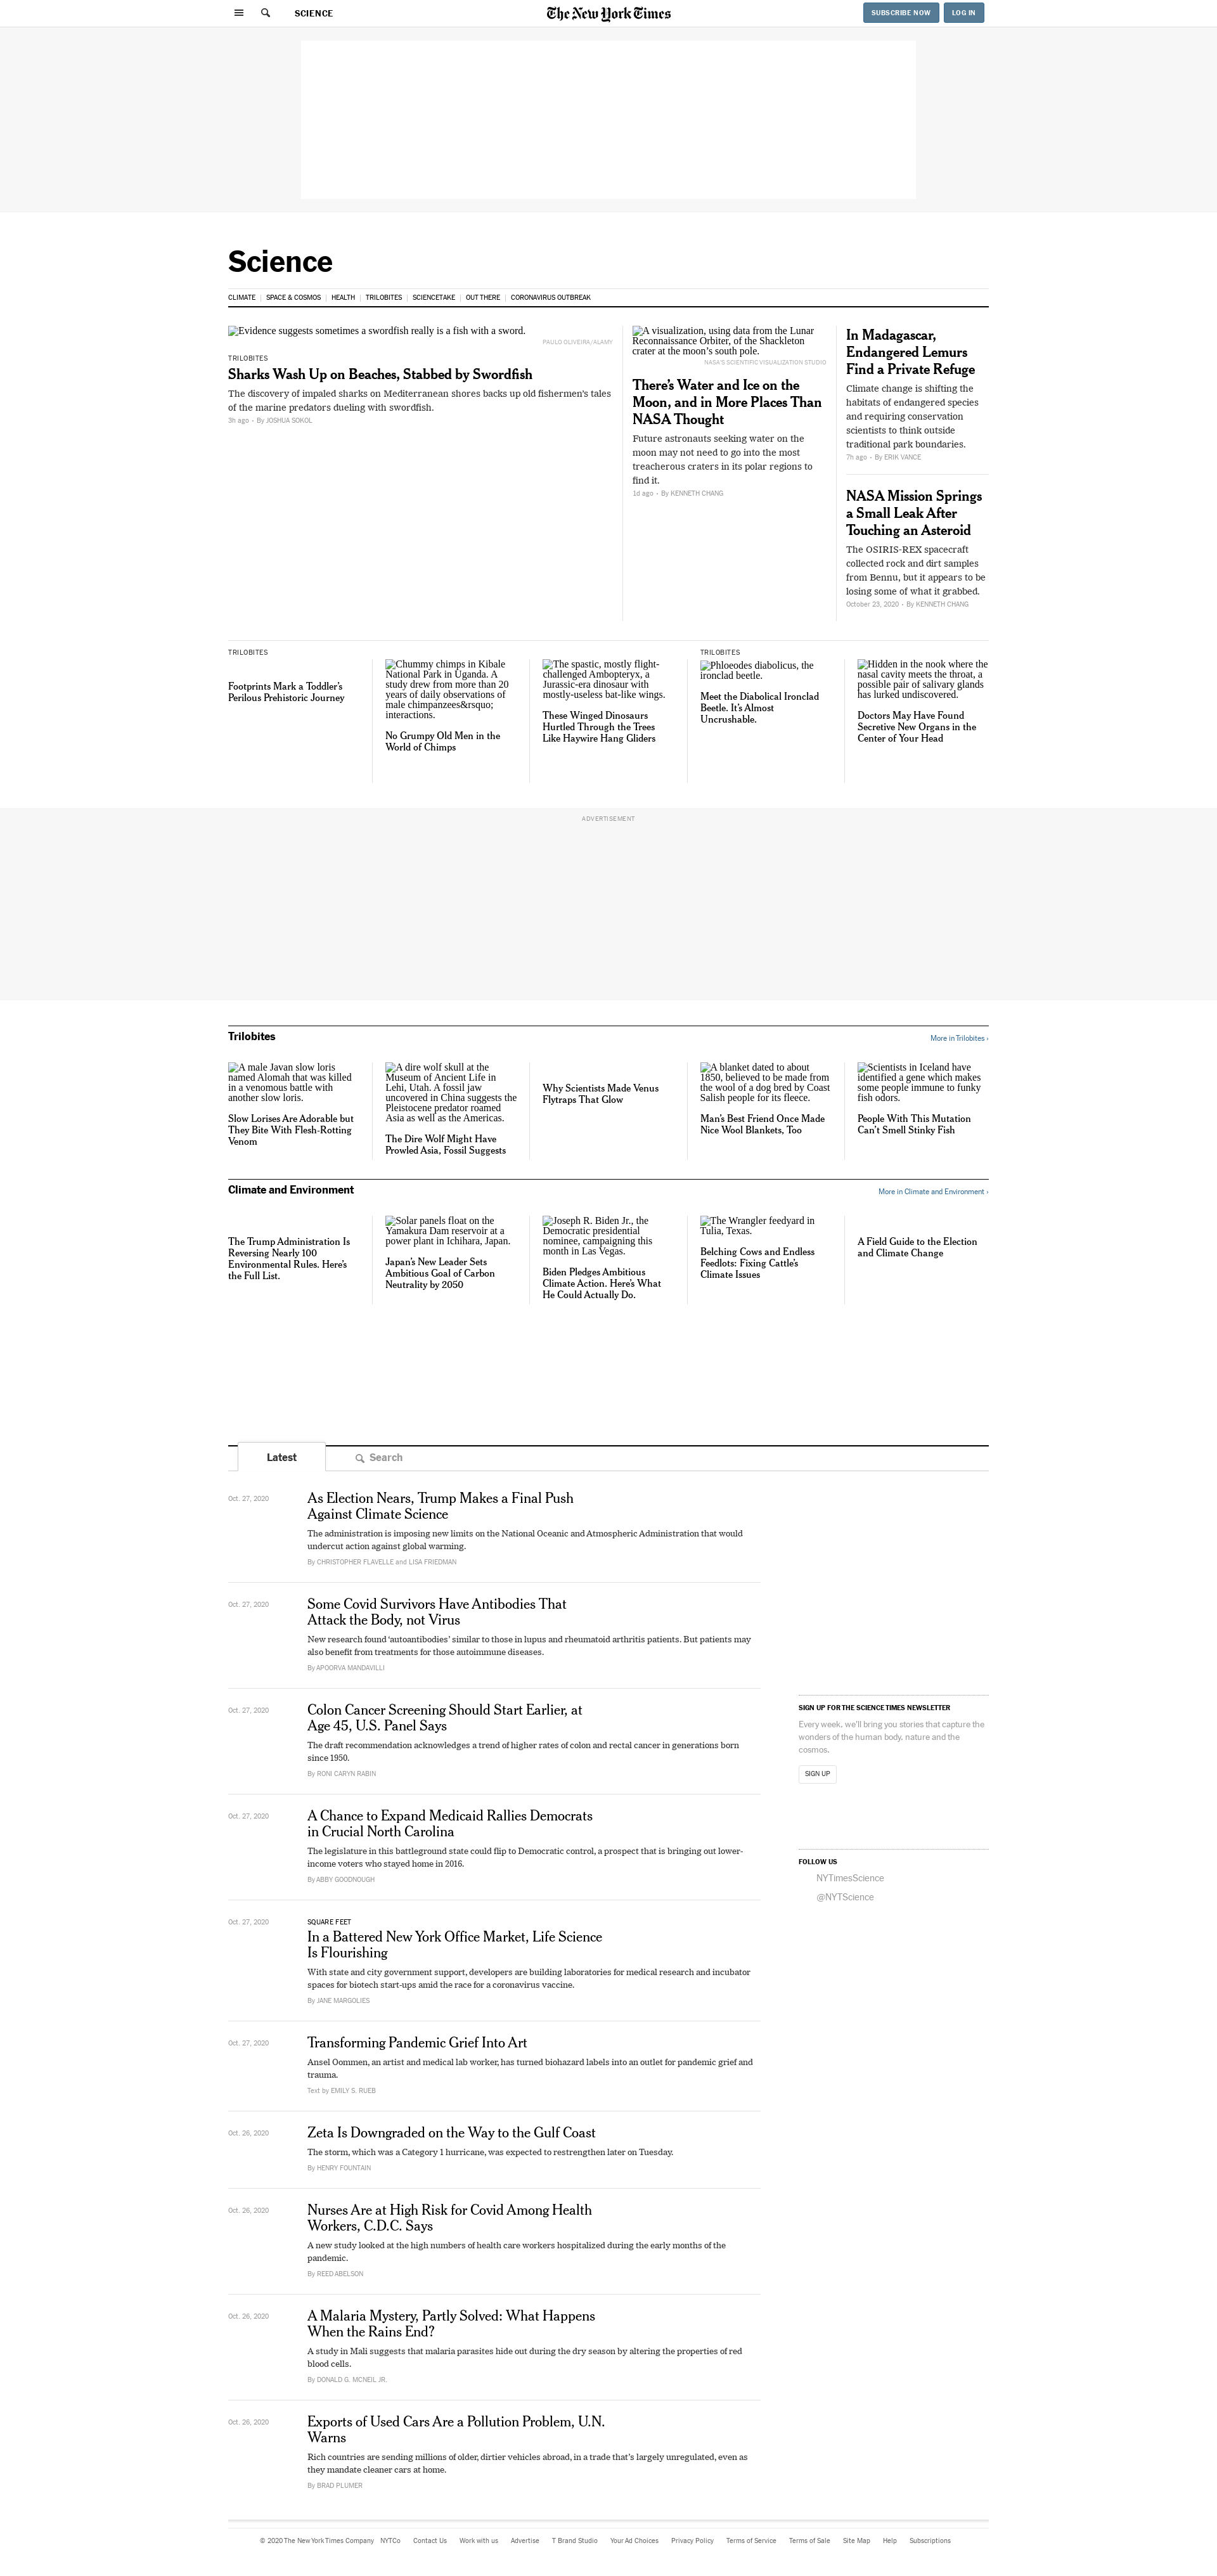 SCIENCE
The New York Times
SUBSCRIBE NOW
LOG IN
Science
CLIMATE
SPACE & COSMOS
HEALTH
TRILOBITES
SCIENCETAKE
OUT THERE
CORONAVIRUS OUTBREAK
Evidence suggests sometimes a swordfish really is a fish with a sword.
PAULO OLIVEIRA/ALAMY
TRILOBITES
Sharks Wash Up on Beaches, Stabbed by Swordfish
The discovery of impaled sharks on Mediterranean shores backs up old fishermen’s tales
of the marine predators dueling with swordfish.
3h ago • By JOSHUA SOKOL
A visualization, using data from the Lunar
Reconnaissance Orbiter, of the Shackleton
crater at the moon’s south pole.
NASA'S SCIENTIFIC VISUALIZATION STUDIO
There’s Water and Ice on the
Moon, and in More Places Than
NASA Thought
Future astronauts seeking water on the
moon may not need to go into the most
treacherous craters in its polar regions to
find it.
1d ago • By KENNETH CHANG
In Madagascar,
Endangered Lemurs
Find a Private Refuge
Climate change is shifting the
habitats of endangered species
and requiring conservation
scientists to think outside
traditional park boundaries.
7h ago • By ERIK VANCE
NASA Mission Springs
a Small Leak After
Touching an Asteroid
The OSIRIS-REX spacecraft
collected rock and dirt samples
from Bennu, but it appears to be
losing some of what it grabbed.
October 23, 2020 • By KENNETH CHANG
TRILOBITES
Footprints Mark a Toddler’s
Perilous Prehistoric Journey
Chummy chimps in Kibale
National Park in Uganda. A
study drew from more than 20
years of daily observations of
male chimpanzees&rsquo;
interactions.
No Grumpy Old Men in the
World of Chimps
The spastic, mostly flight-
challenged Ambopteryx, a
Jurassic-era dinosaur with
mostly-useless bat-like wings.
These Winged Dinosaurs
Hurtled Through the Trees
Like Haywire Hang Gliders
TRILOBITES
Phloeodes diabolicus, the
ironclad beetle.
Meet the Diabolical Ironclad
Beetle. It’s Almost
Uncrushable.
Hidden in the nook where the
nasal cavity meets the throat, a
possible pair of salivary glands
has lurked undiscovered.
Doctors May Have Found
Secretive New Organs in the
Center of Your Head
ADVERTISEMENT
Trilobites
More in Trilobites ›
A male Javan slow loris
named Alomah that was killed
in a venomous battle with
another slow loris.
Slow Lorises Are Adorable but
They Bite With Flesh-Rotting
Venom
A dire wolf skull at the
Museum of Ancient Life in
Lehi, Utah. A fossil jaw
uncovered in China suggests the
Pleistocene predator roamed
Asia as well as the Americas.
The Dire Wolf Might Have
Prowled Asia, Fossil Suggests
Why Scientists Made Venus
Flytraps That Glow
A blanket dated to about
1850, believed to be made from
the wool of a dog bred by Coast
Salish people for its fleece.
Man’s Best Friend Once Made
Nice Wool Blankets, Too
Scientists in Iceland have
identified a gene which makes
some people immune to funky
fish odors.
People With This Mutation
Can’t Smell Stinky Fish
Climate and Environment
More in Climate and Environment ›
The Trump Administration Is
Reversing Nearly 100
Environmental Rules. Here’s
the Full List.
Solar panels float on the
Yamakura Dam reservoir at a
power plant in Ichihara, Japan.
Japan’s New Leader Sets
Ambitious Goal of Carbon
Neutrality by 2050
Joseph R. Biden Jr., the
Democratic presidential
nominee, campaigning this
month in Las Vegas.
Biden Pledges Ambitious
Climate Action. Here’s What
He Could Actually Do.
The Wrangler feedyard in
Tulia, Texas.
Belching Cows and Endless
Feedlots: Fixing Cattle’s
Climate Issues
A Field Guide to the Election
and Climate Change
Latest
Search
Oct. 27, 2020
As Election Nears, Trump Makes a Final Push
Against Climate Science
The administration is imposing new limits on the National Oceanic and Atmospheric Administration that would
undercut action against global warming.
By CHRISTOPHER FLAVELLE and LISA FRIEDMAN
Oct. 27, 2020
Some Covid Survivors Have Antibodies That
Attack the Body, not Virus
New research found ‘autoantibodies’ similar to those in lupus and rheumatoid arthritis patients. But patients may
also benefit from treatments for those autoimmune diseases.
By APOORVA MANDAVILLI
Oct. 27, 2020
Colon Cancer Screening Should Start Earlier, at
Age 45, U.S. Panel Says
The draft recommendation acknowledges a trend of higher rates of colon and rectal cancer in generations born
since 1950.
By RONI CARYN RABIN
Oct. 27, 2020
A Chance to Expand Medicaid Rallies Democrats
in Crucial North Carolina
The legislature in this battleground state could flip to Democratic control, a prospect that is bringing out lower-
income voters who stayed home in 2016.
By ABBY GOODNOUGH
Oct. 27, 2020
SQUARE FEET
In a Battered New York Office Market, Life Science
Is Flourishing
With state and city government support, developers are building laboratories for medical research and incubator
spaces for biotech start-ups amid the race for a coronavirus vaccine.
By JANE MARGOLIES
Oct. 27, 2020
Transforming Pandemic Grief Into Art
Ansel Oommen, an artist and medical lab worker, has turned biohazard labels into an outlet for pandemic grief and
trauma.
Text by EMILY S. RUEB
Oct. 26, 2020
Zeta Is Downgraded on the Way to the Gulf Coast
The storm, which was a Category 1 hurricane, was expected to restrengthen later on Tuesday.
By HENRY FOUNTAIN
Oct. 26, 2020
Nurses Are at High Risk for Covid Among Health
Workers, C.D.C. Says
A new study looked at the high numbers of health care workers hospitalized during the early months of the
pandemic.
By REED ABELSON
Oct. 26, 2020
A Malaria Mystery, Partly Solved: What Happens
When the Rains End?
A study in Mali suggests that malaria parasites hide out during the dry season by altering the properties of red
blood cells.
By DONALD G. MCNEIL JR.
Oct. 26, 2020
Exports of Used Cars Are a Pollution Problem, U.N.
Warns
Rich countries are sending millions of older, dirtier vehicles abroad, in a trade that’s largely unregulated, even as
they mandate cleaner cars at home.
By BRAD PLUMER
SIGN UP FOR THE SCIENCE TIMES NEWSLETTER
Every week, we'll bring you stories that capture the
wonders of the human body, nature and the
cosmos.
SIGN UP
FOLLOW US
NYTimesScience
@NYTScience
© 2020 The New York Times Company
NYTCo
Contact Us
Work with us
Advertise
T Brand Studio
Your Ad Choices
Privacy Policy
Terms of Service
Terms of Sale
Site Map
Help
Subscriptions